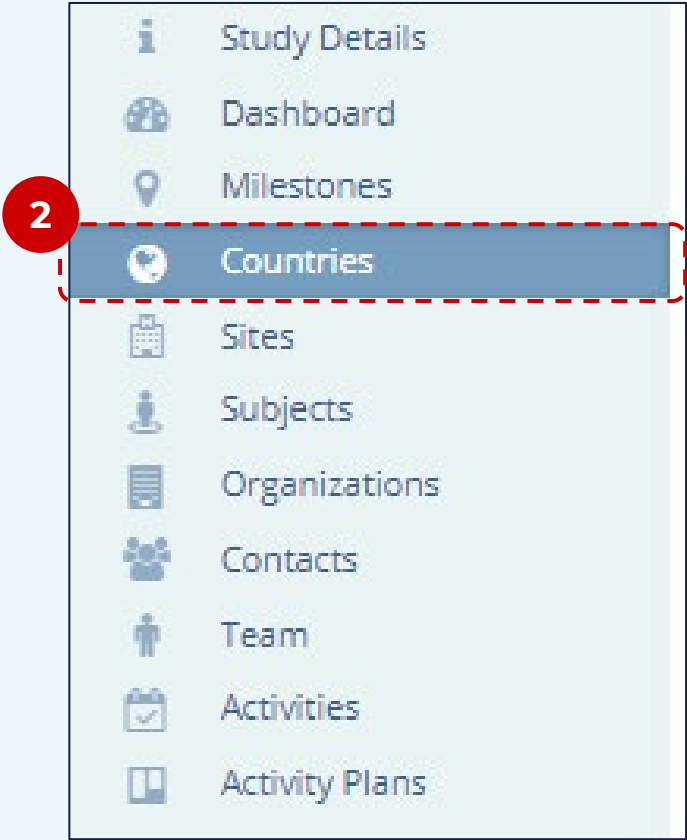 Study Details
Dashboard
Milestones
2
Countries
Sites
Subjects
Organizations
Contacts
Team
Activities
Activity Plans